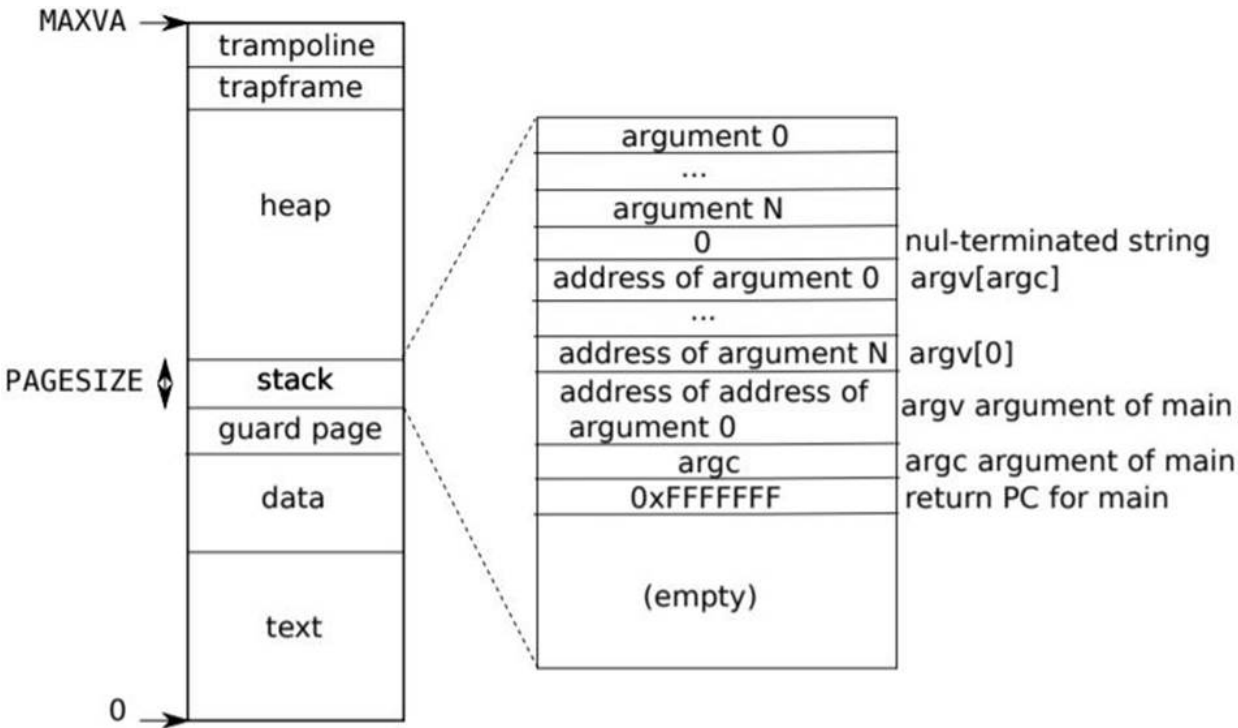 MAXVA
trampoline
trapframe
heap
PAGESIZE
stack
guard page
data
text
0
argument 0
...
argument N
0 nul-terminated string
address of argument 0 argv[argc]
...
address of argument N argv[0]
address of address of
argument 0
argv argument of main
argc argc argument of main
0xFFFFFFF return PC for main
(empty)